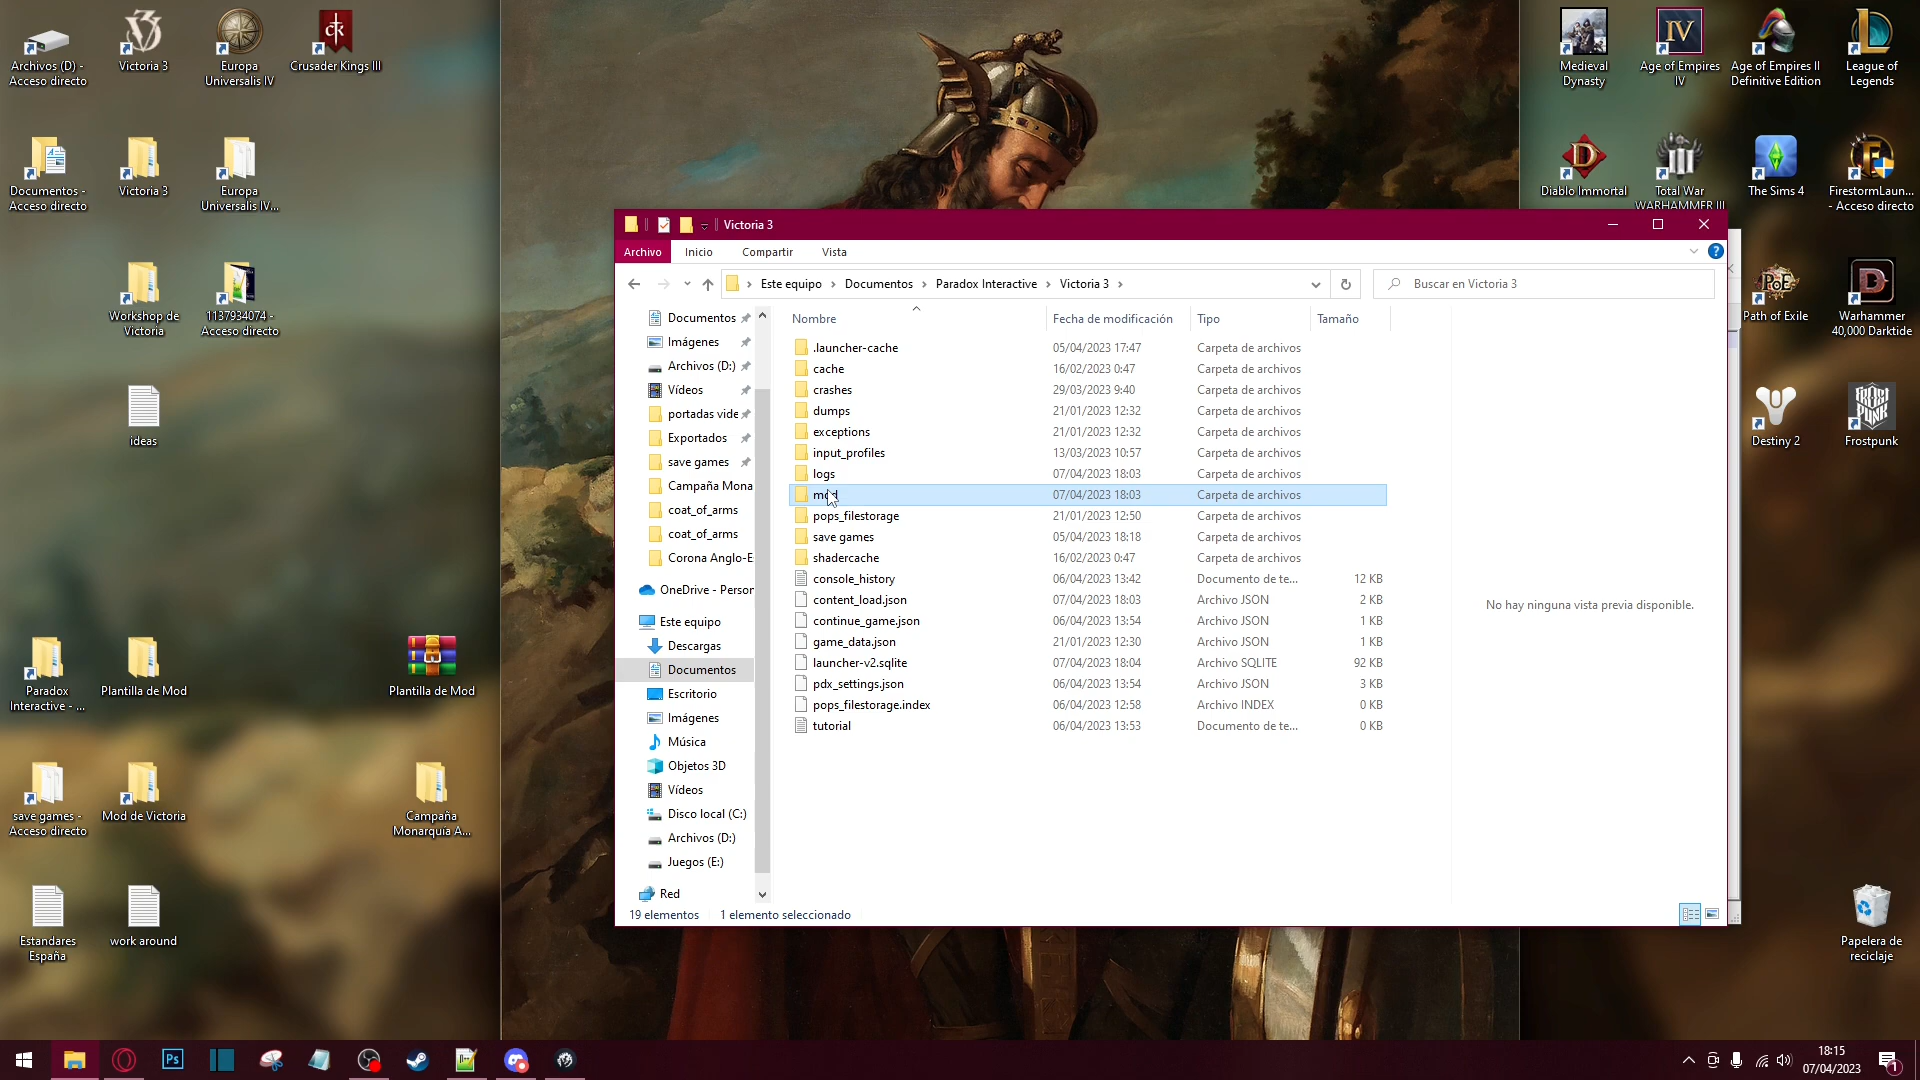 Archivos (D) -
Acceso directo
Victoria 3
Europa
Universalis IV
Crusader Kings III
Documentos -
Acceso directo
Victoria 3
Europa
Universalis IV...
Workshop de
Victoria
1137934074 -
Acceso directo
ideas
Paradox
Interactive - ...
Plantilla de Mod
Plantilla de Mod
save games -
Acceso directo
Mod de Victoria
Campaña
Monarquia A...
Estandares
España
work around
Medieval
Dynasty
Age of Empires
IV
Age of Empires II
Definitive Edition
League of
Legends
Diablo Immortal
Total War
WARHAMMER III
The Sims 4
FirestormLaun...
- Acceso directo
Path of Exile
Warhammer
40,000 Darktide
Destiny 2
Frostpunk
Papelera de
reciclaje
Victoria 3
Archivo
Inicio
Compartir
Vista
Este equipo > Documentos > Paradox Interactive > Victoria 3 >
Buscar en Victoria 3
Documentos
Imágenes
Archivos (D:)
Vídeos
portadas vide
Exportados
save games
Campaña Mona
coat_of_arms
coat_of_arms
Corona Anglo-E
OneDrive - Person
Este equipo
Descargas
Documentos
Escritorio
Imágenes
Música
Objetos 3D
Vídeos
Disco local (C:)
Archivos (D:)
Juegos (E:)
Red
Nombre Fecha de modificación Tipo Tamaño
.launcher-cache 05/04/2023 17:47 Carpeta de archivos
cache 16/02/2023 0:47 Carpeta de archivos
crashes 29/03/2023 9:40 Carpeta de archivos
dumps 21/01/2023 12:32 Carpeta de archivos
exceptions 21/01/2023 12:32 Carpeta de archivos
input_profiles 13/03/2023 10:57 Carpeta de archivos
logs 07/04/2023 18:03 Carpeta de archivos
mod 07/04/2023 18:03 Carpeta de archivos
pops_filestorage 21/01/2023 12:50 Carpeta de archivos
save games 05/04/2023 18:18 Carpeta de archivos
shadercache 16/02/2023 0:47 Carpeta de archivos
console_history 06/04/2023 13:42 Documento de te... 12 KB
content_load.json 07/04/2023 18:03 Archivo JSON 2 KB
continue_game.json 06/04/2023 13:54 Archivo JSON 1 KB
game_data.json 21/01/2023 12:30 Archivo JSON 1 KB
launcher-v2.sqlite 07/04/2023 18:04 Archivo SQLITE 92 KB
pdx_settings.json 06/04/2023 13:54 Archivo JSON 3 KB
pops_filestorage.index 06/04/2023 12:58 Archivo INDEX 0 KB
tutorial 06/04/2023 13:53 Documento de te... 0 KB
No hay ninguna vista previa disponible.
19 elementos
1 elemento seleccionado
Ps
18:15
07/04/2023
1